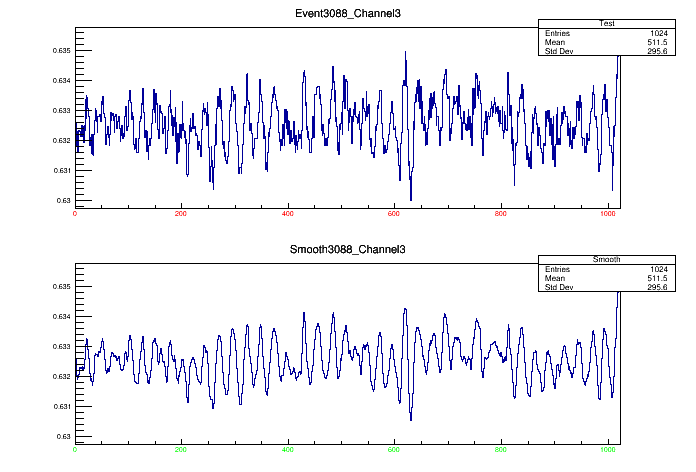 Event3088_Channel3
Test
Entries 1024
Mean 511.5
Std Dev 295.6
0.635
0.634
0.633
0.632
0.631
0.63
0 200 400 600 800 1000
Smooth3088_Channel3
Smooth
Entries 1024
Mean 511.5
Std Dev 295.6
0.635
0.634
0.633
0.632
0.631
0.63
0 200 400 600 800 1000